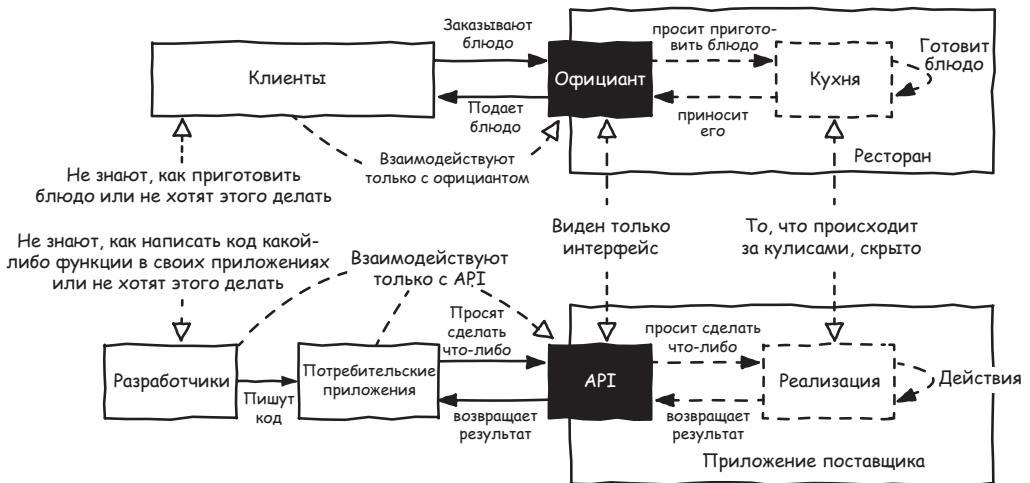 Заказывают
блюдо
просит пригото-
вить блюдо
Готовит
блюдо
Клиенты
Официант
Кухня
Подает
блюдо
приносит
его
Взаимодействуют
только с официантом
Ресторан
Не знают, как приготовить
блюдо или не хотят этого делать
Виден только
интерфейс
То, что происходит
за кулисами, скрыто
Не знают, как написать код какой-
либо функции в своих приложениях
или не хотят этого делать
Взаимодействуют
только с API
Просят
сделать
что-либо
просит сделать
что-либо
Разработчики
Пишут
код
Потребительские
приложения
API
Реализация
Действия
возвращает
результат
возвращает
результат
Приложение поставщика